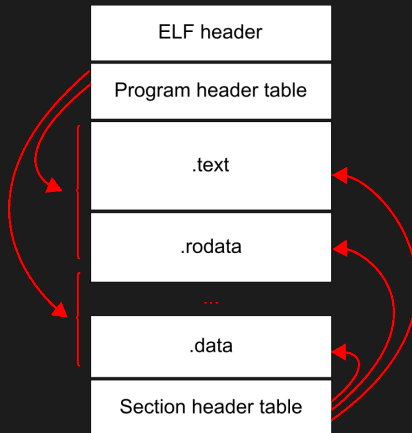 ELF header
Program header table
.text
.rodata
...
.data
Section header table